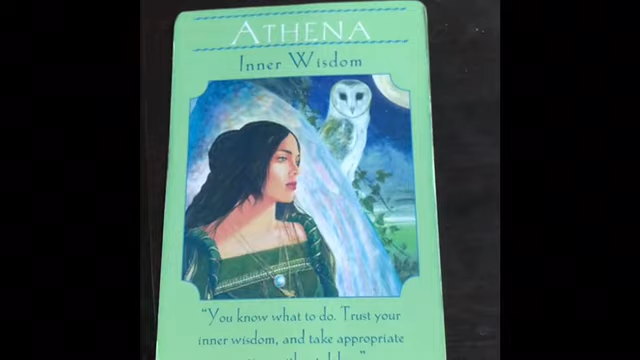 ATHENA
Inner Wisdom
"You know what to do. Trust your
inner wisdom, and take appropriate